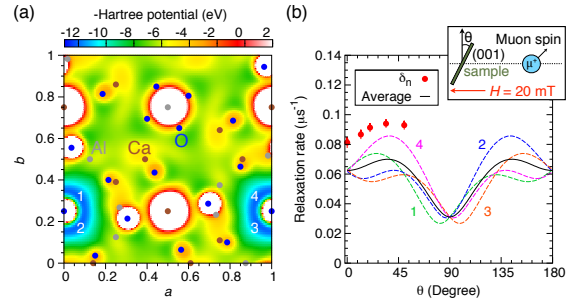 (a)
-Hartree potential (eV)
-12 -10 -8 -6 -4 -2 0 2
1
0.8
0.6
0.4
0.2
0
b
0 0.2 0.4 0.6 0.8 1
a
Al
Ca
O
1
2
4
3
(b)
θ
(001)
sample
Muon spin
μ⁺
H = 20 mT
δn
Average
0.14
0.12
0.1
0.08
0.06
0.04
0.02
0
Relaxation rate (μs⁻¹)
4
2
1
3
0 45 90 135 180
θ (Degree)